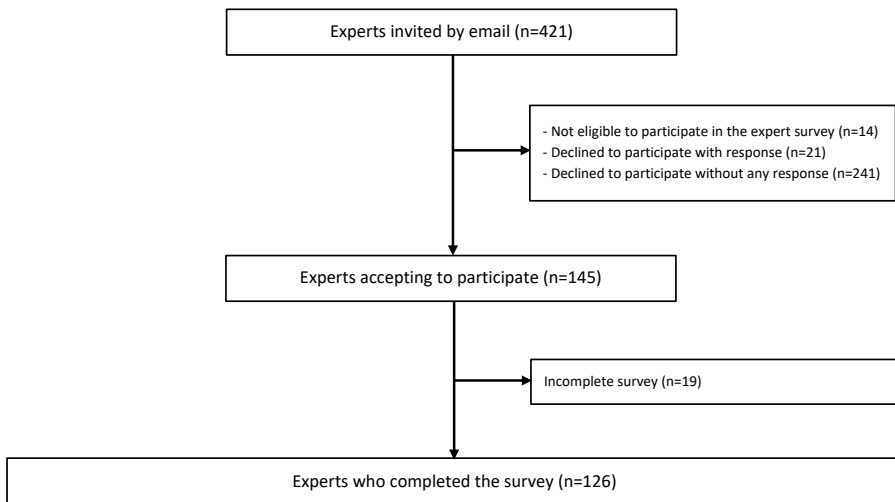 Experts invited by email (n=421)
- Not eligible to participate in the expert survey (n=14)
- Declined to participate with response (n=21)
- Declined to participate without any response (n=241)
Experts accepting to participate (n=145)
Incomplete survey (n=19)
Experts who completed the survey (n=126)